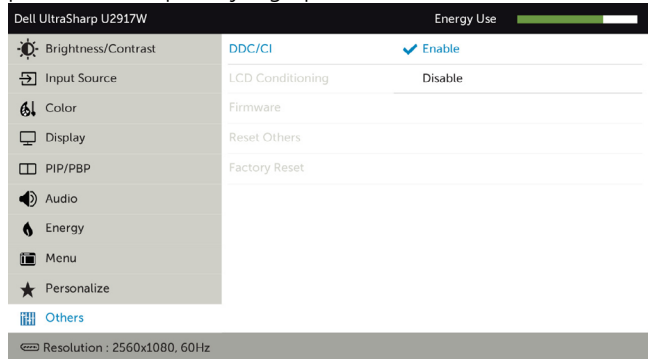 Dell UltraSharp U2917W Energy Use
Brightness/Contrast DDC/CI Enable
Input Source LCD Conditioning Disable
Color Firmware
Display Reset Others
PIP/PBP Factory Reset
Audio
Energy
Menu
Personalize
Others
Resolution : 2560x1080, 60Hz